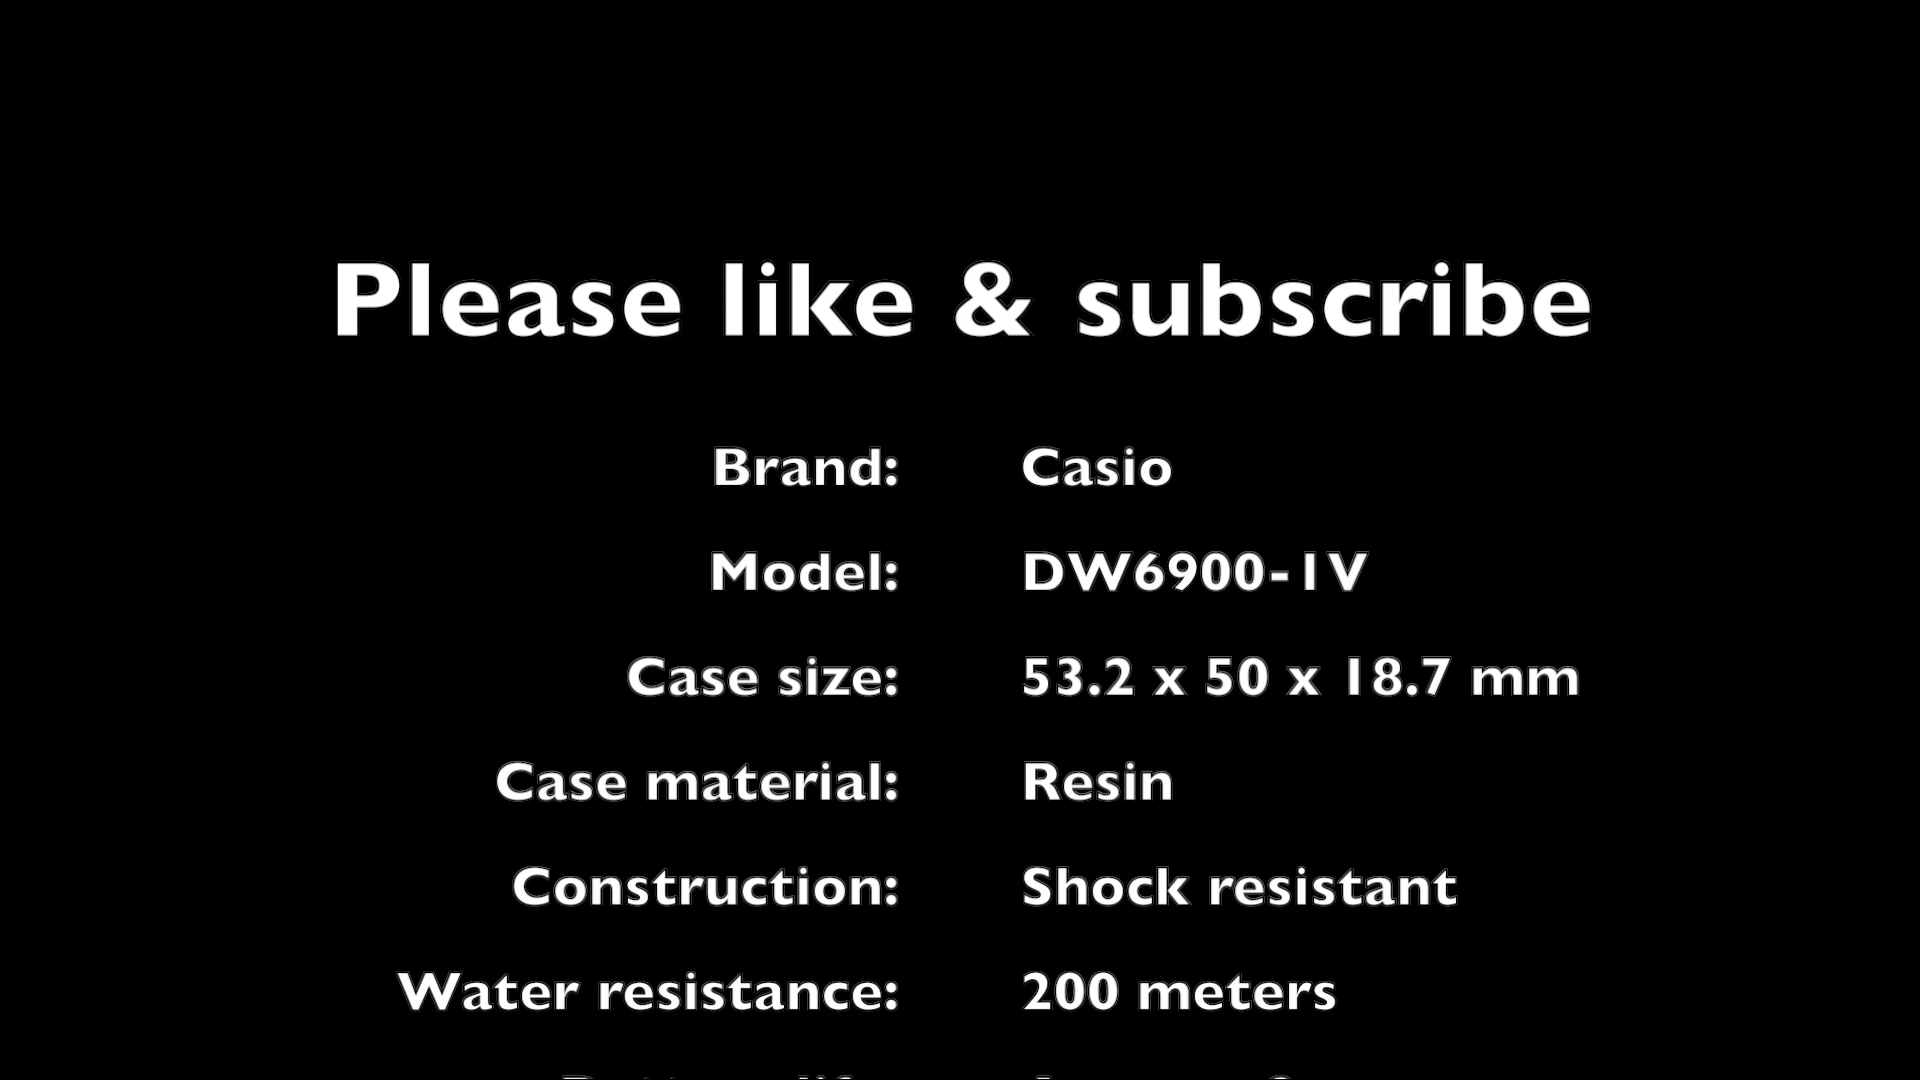 Please like & subscribe
Brand: Casio
Model: DW6900-1V
Case size: 53.2 x 50 x 18.7 mm
Case material: Resin
Construction: Shock resistant
Water resistance: 200 meters